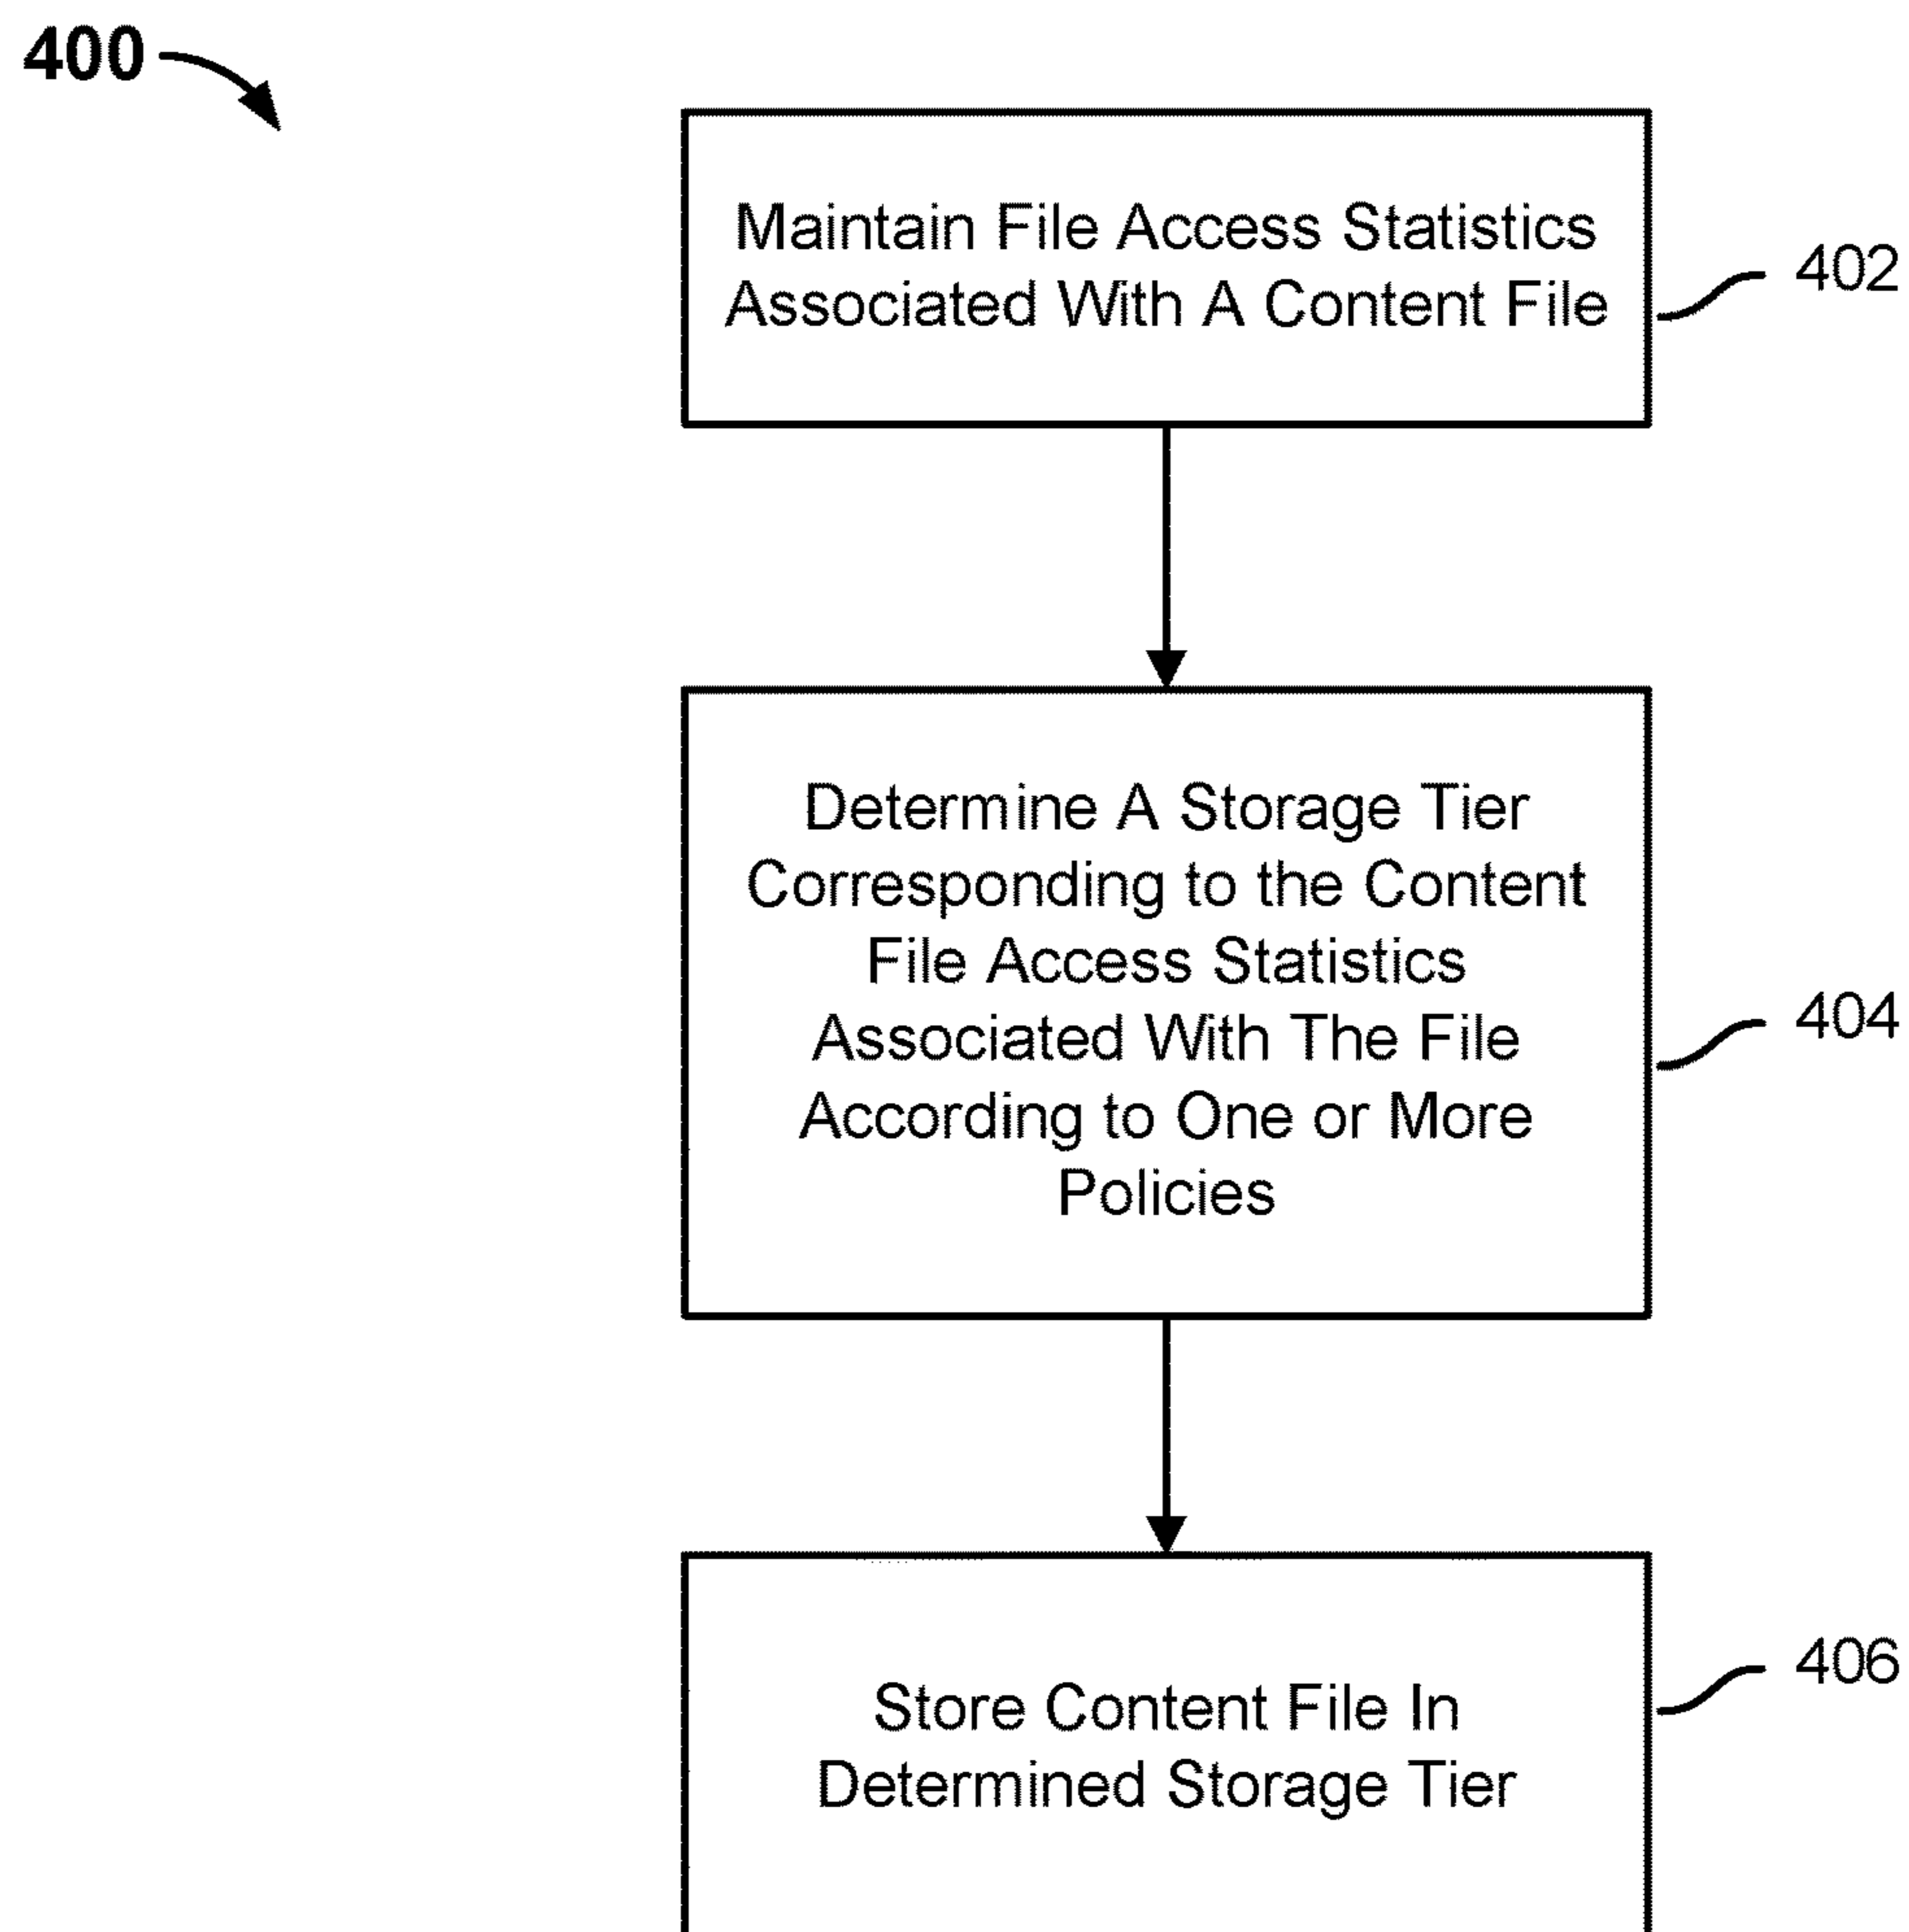 400
Maintain File Access Statistics
Associated With A Content File
402
Determine A Storage Tier
Corresponding to the Content
File Access Statistics
Associated With The File
According to One or More
Policies
404
Store Content File In
Determined Storage Tier
406